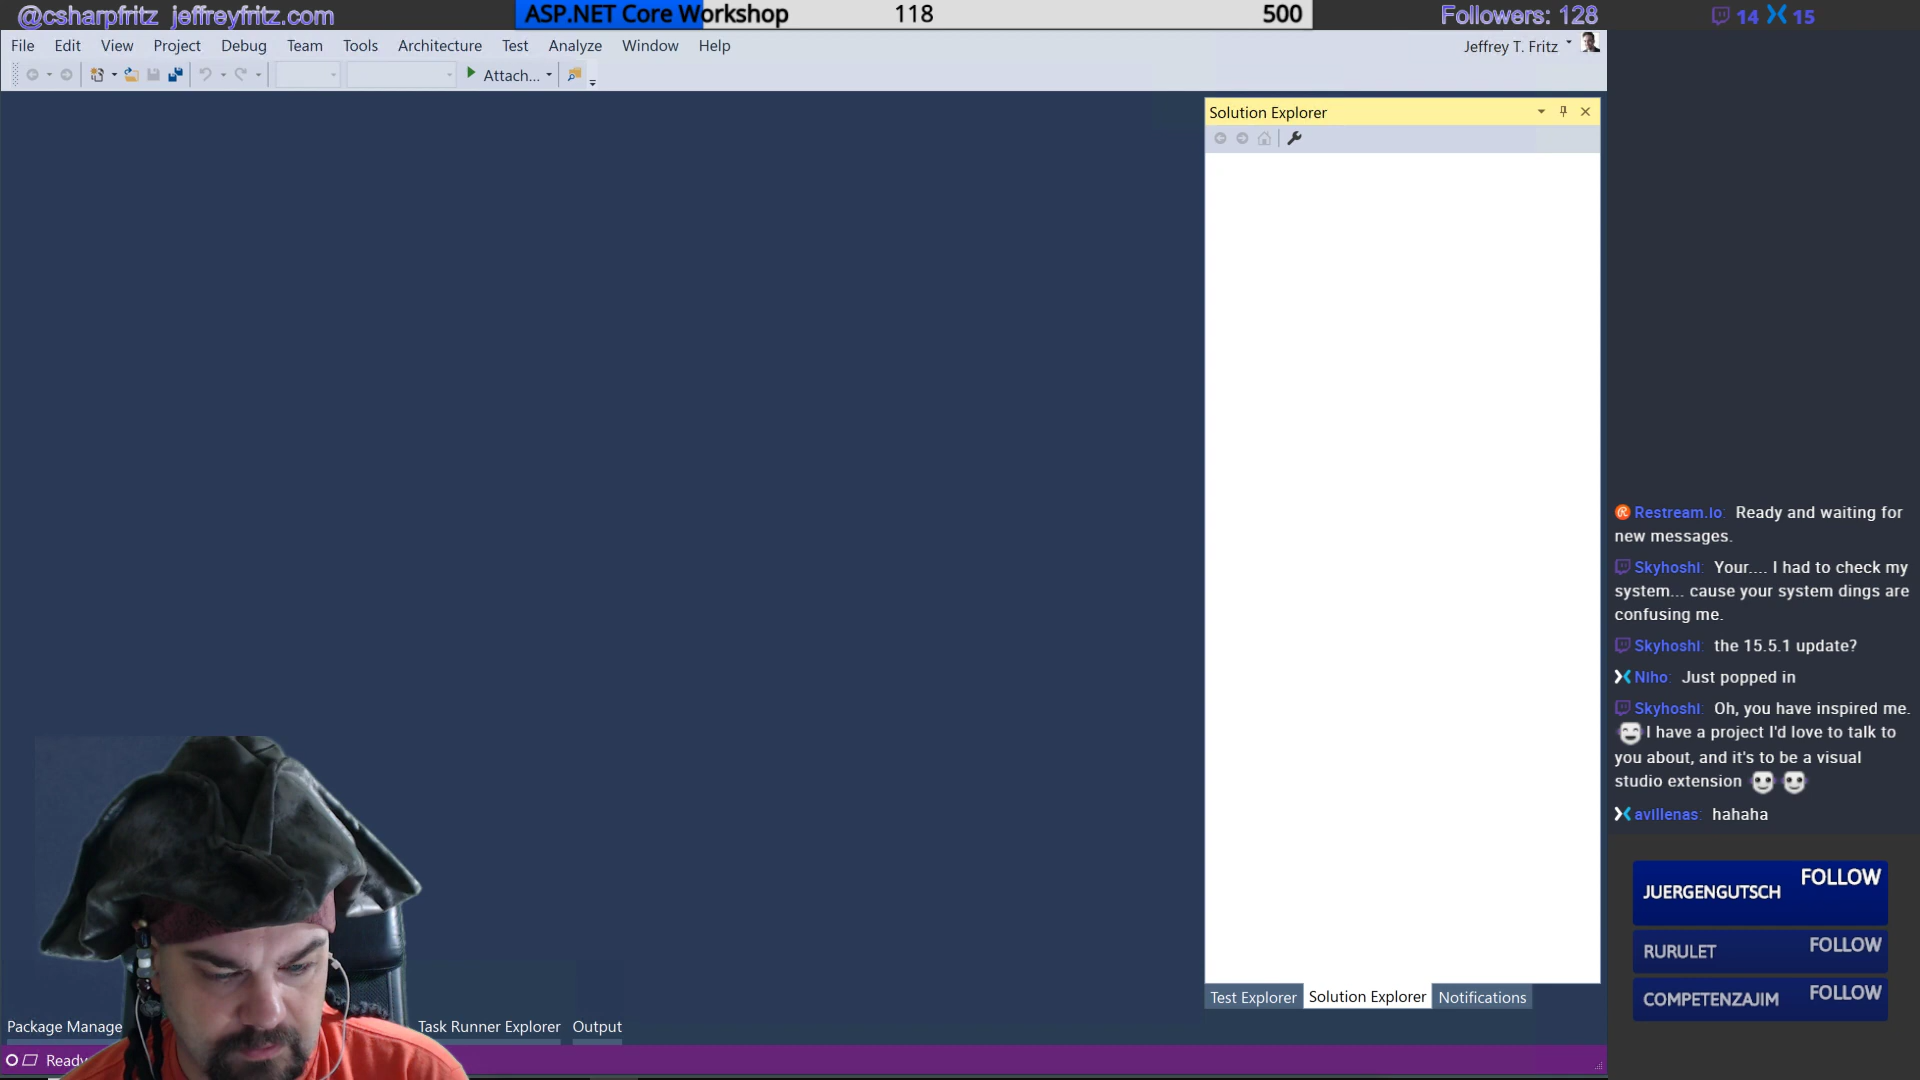 @csharpfritz jeffreyfritz.com
ASP.NET Core Workshop 118 500
Followers: 128
14 15
File Edit View Project Debug Team Tools Architecture Test Analyze Window Help
Jeffrey T. Fritz
Attach...
Solution Explorer
Restream.io: Ready and waiting for
new messages.
Skyhoshi: Your.... I had to check my
system... cause your system dings are
confusing me.
Skyhoshi: the 15.5.1 update?
Niho: Just popped in
Skyhoshi: Oh, you have inspired me.
I have a project I'd love to talk to
you about, and it's to be a visual
studio extension
avillenas: hahaha
JUERGENGUTSCH FOLLOW
RURULET FOLLOW
COMPETENZAJIM FOLLOW
Test Explorer Solution Explorer Notifications
Package Manage Task Runner Explorer Output
Ready